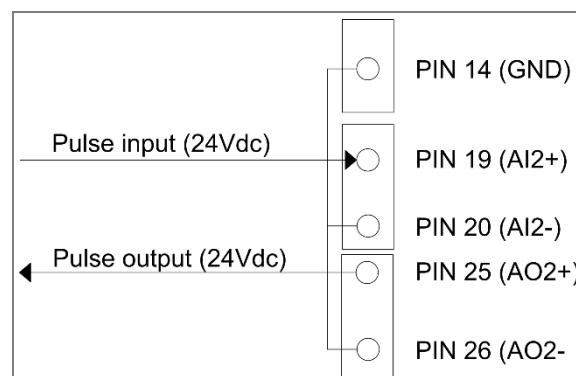 PIN 14 (GND)
Pulse input (24Vdc)
PIN 19 (AI2+)
PIN 20 (AI2-)
Pulse output (24Vdc)
PIN 25 (AO2+)
PIN 26 (AO2-